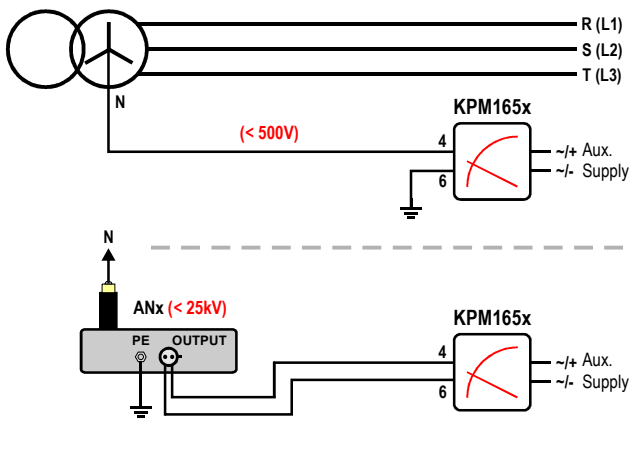 R (L1)
S (L2)
T (L3)
N
KPM165x
(< 500V)
4
~/+ Aux.
6
~/- Supply
N
ANx (< 25kV)
KPM165x
PE OUTPUT
4
~/+ Aux.
6
~/- Supply